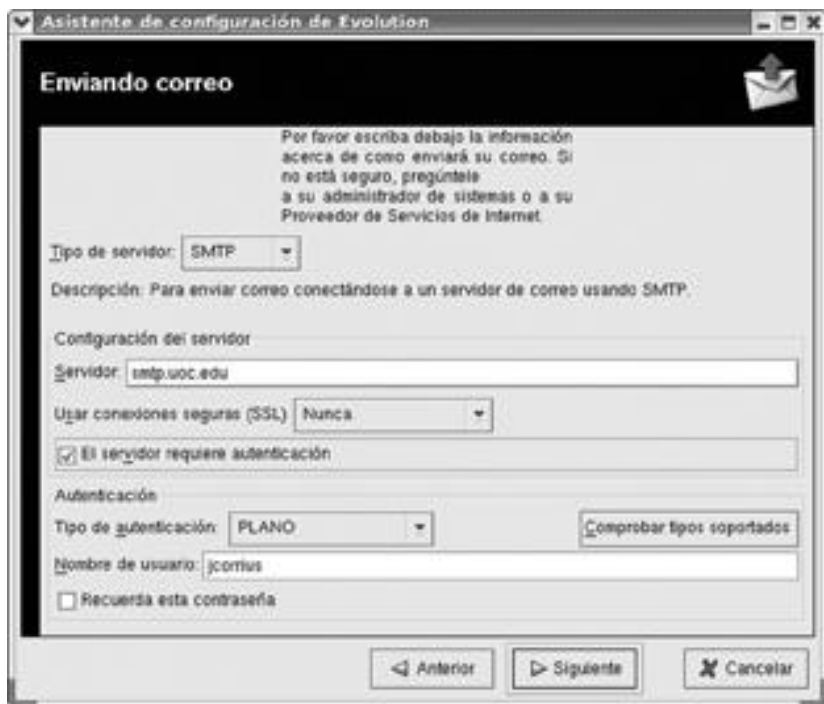 Asistente de configuración de Evolution
Enviando correo
Por favor escriba debajo la información
acerca de como enviará su correo. Si
no está seguro, pregúntele
a su administrador de sistemas o a su
Proveedor de Servicios de Internet.
Tipo de servidor: SMTP
Descripción: Para enviar correo conectándose a un servidor de correo usando SMTP.
Configuración del servidor
Servidor: smtp.uoc.edu
Usar conexiones seguras (SSL) Nunca
El servidor requiere autenticación
Autenticación
Tipo de autenticación: PLANO Comprobar tipos soportados
Nombre de usuario: jcorrius
Recuerda esta contraseña
Anterior Siguiente Cancelar